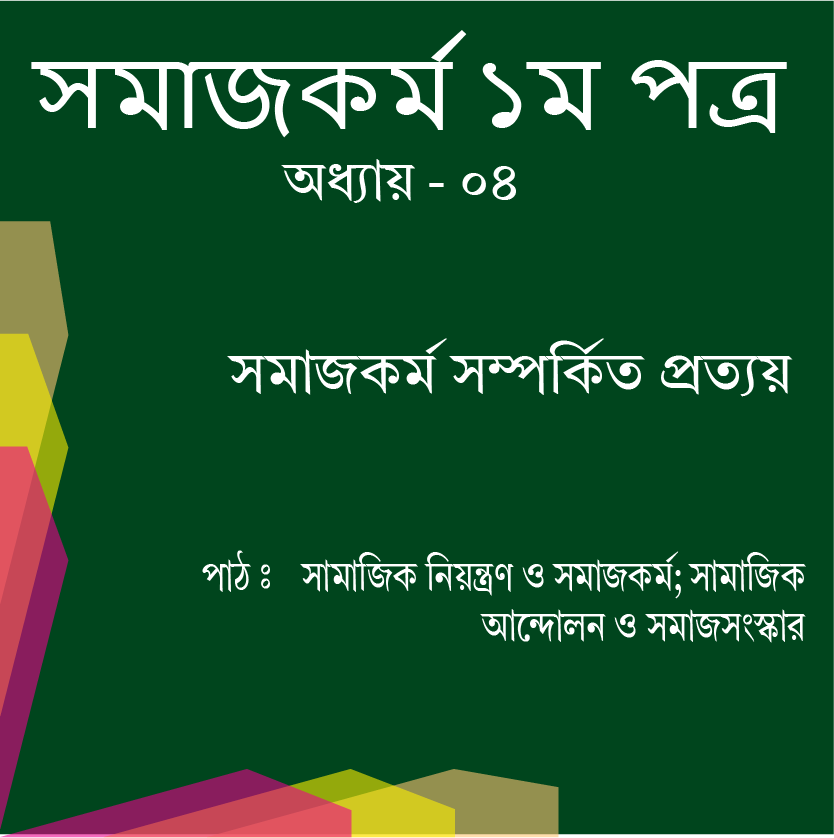 সমাজকর্ম ১ম পত্র
অধ্যায় - ০৪
সমাজকর্ম সম্পর্কিত প্রত্যয়
পাঠ ঃ সামাজিক নিয়ন্ত্রণ ও সমাজকর্ম; সামাজিক
আন্দোলন ও সমাজসংস্কার